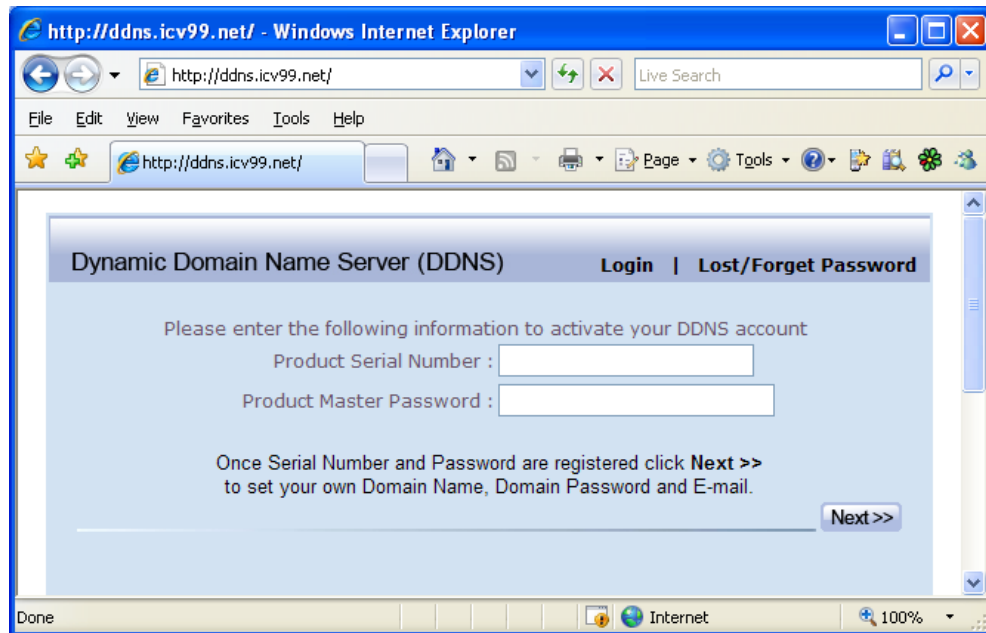 http://ddns.icv99.net/ - Windows Internet Explorer
http://ddns.icv99.net/
Live Search
File Edit View Favorites Tools Help
http://ddns.icv99.net/
Page Tools
Dynamic Domain Name Server (DDNS)
Login | Lost/Forget Password
Please enter the following information to activate your DDNS account
Product Serial Number :
Product Master Password :
Once Serial Number and Password are registered click Next >>
to set your own Domain Name, Domain Password and E-mail.
Next >>
Done Internet 100%